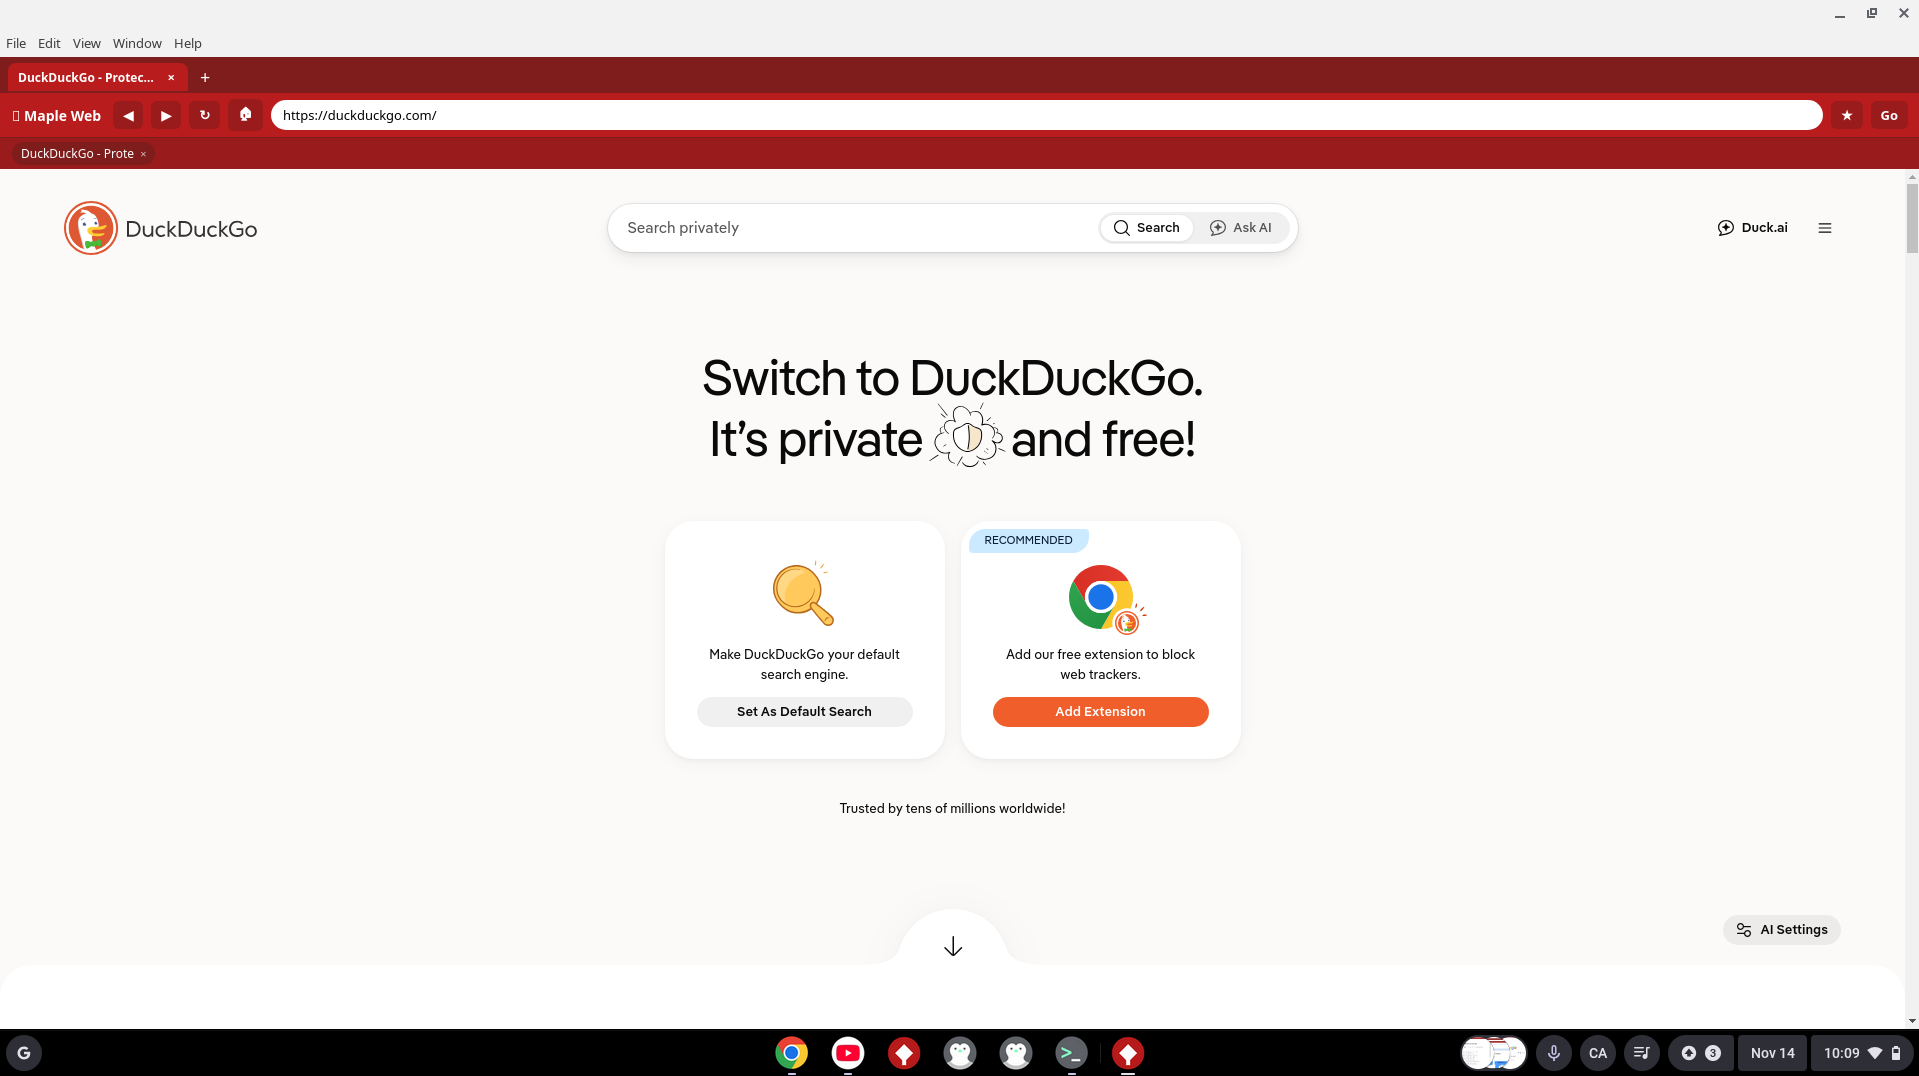 File Edit View Window Help
DuckDuckGo - Protec... × +
Maple Web https://duckduckgo.com/ Go
DuckDuckGo - Prote ×
DuckDuckGo Search privately Search Ask AI Duck.ai
Switch to DuckDuckGo.
It’s private and free!
RECOMMENDED
Make DuckDuckGo your default
search engine.
Set As Default Search
Add our free extension to block
web trackers.
Add Extension
Trusted by tens of millions worldwide!
AI Settings
G >_ CA 3 Nov 14 10:09